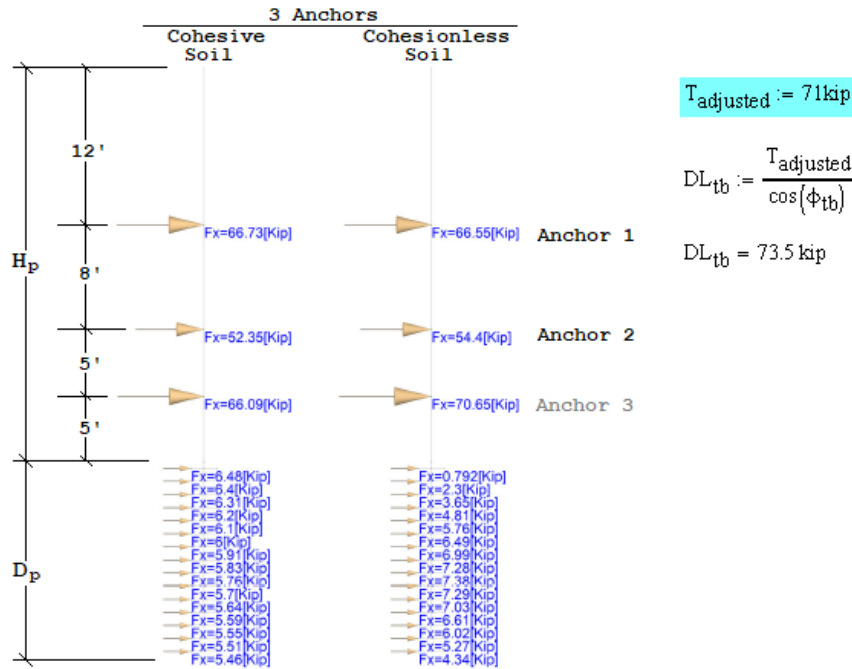 3 Anchors
Cohesive Soil
Cohesionless Soil
T_adjusted := 71kip
12'
DL_tb := T_adjusted / cos(ϕ_tb)
Fx=66.73[Kip]
Fx=66.55[Kip]
Anchor 1
H_p
8'
DL_tb = 73.5 kip
Fx=52.35[Kip]
Fx=54.4[Kip]
Anchor 2
5'
Fx=66.09[Kip]
Fx=70.65[Kip]
Anchor 3
5'
D_p
Fx=6.48[Kip]
Fx=6.4[Kip]
Fx=6.31[Kip]
Fx=6.2[Kip]
Fx=6.1[Kip]
Fx=6[Kip]
Fx=5.91[Kip]
Fx=5.83[Kip]
Fx=5.76[Kip]
Fx=5.7[Kip]
Fx=5.64[Kip]
Fx=5.59[Kip]
Fx=5.55[Kip]
Fx=5.51[Kip]
Fx=5.46[Kip]
Fx=0.792[Kip]
Fx=2.3[Kip]
Fx=3.65[Kip]
Fx=4.81[Kip]
Fx=5.76[Kip]
Fx=6.49[Kip]
Fx=6.99[Kip]
Fx=7.28[Kip]
Fx=7.38[Kip]
Fx=7.29[Kip]
Fx=7.03[Kip]
Fx=6.61[Kip]
Fx=6.02[Kip]
Fx=5.27[Kip]
Fx=4.34[Kip]